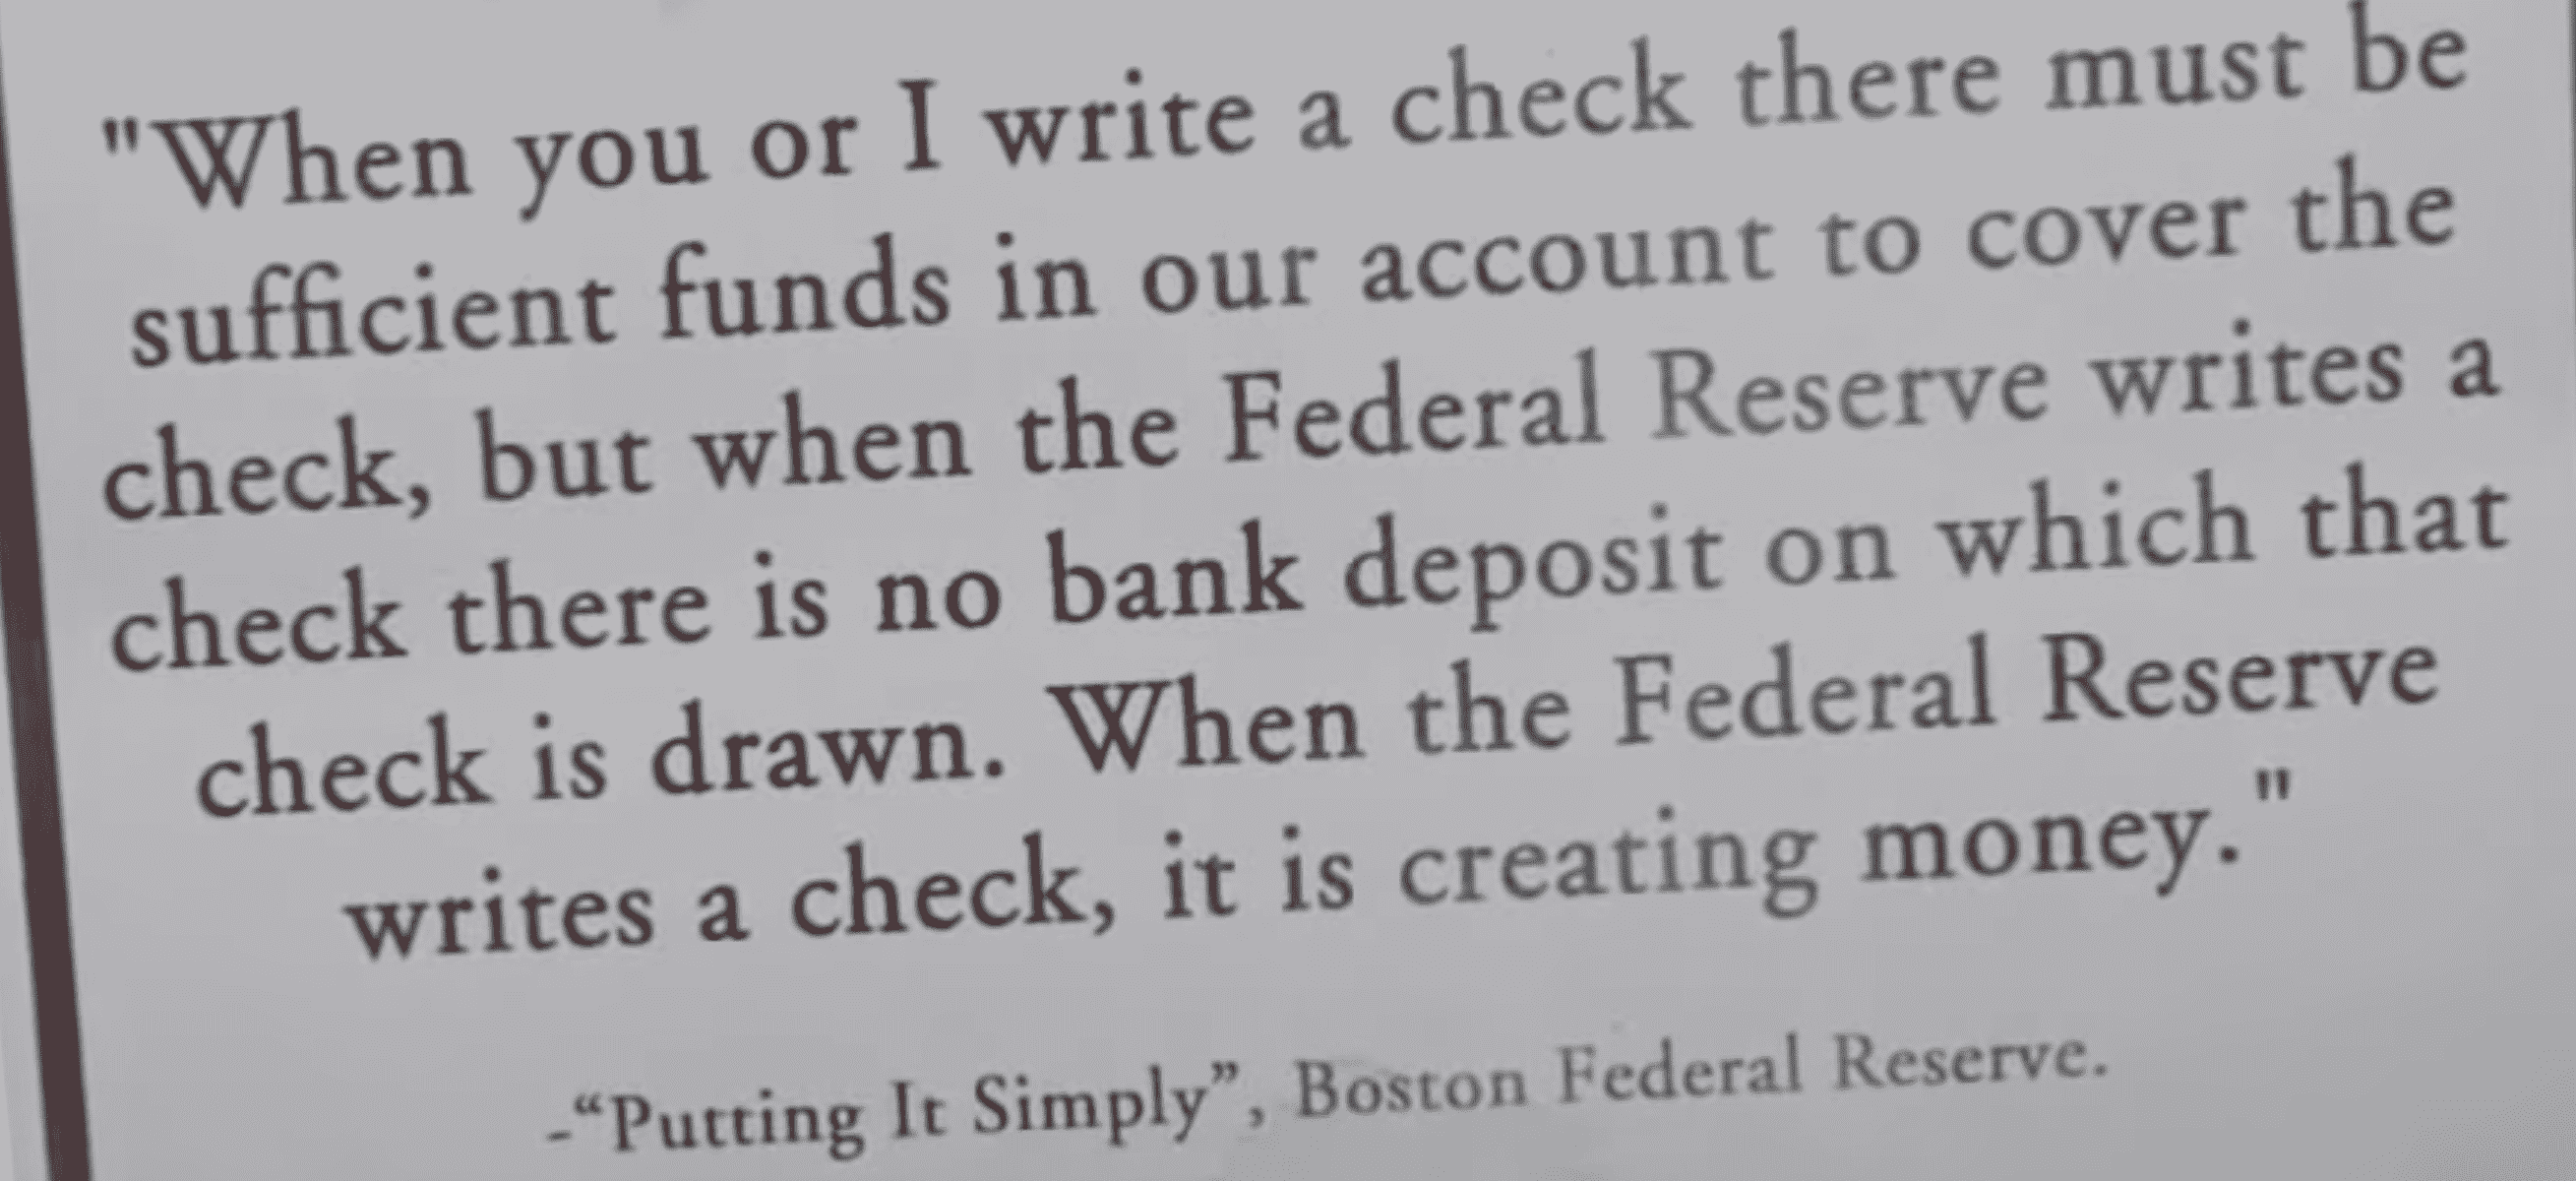 "When you or I write a check there must be
sufficient funds in our account to cover the
check, but when the Federal Reserve writes a
check there is no bank deposit on which that
check is drawn. When the Federal Reserve
writes a check, it is creating money."
-“Putting It Simply”, Boston Federal Reserve.